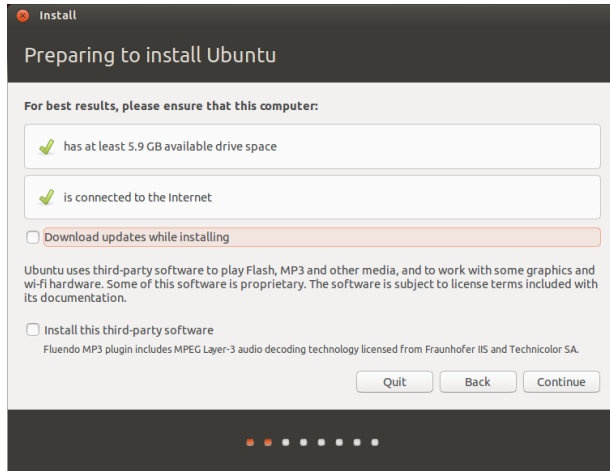 Install
Preparing to install Ubuntu
For best results, please ensure that this computer:
has at least 5.9 GB available drive space
is connected to the Internet
Download updates while installing
Ubuntu uses third-party software to play Flash, MP3 and other media, and to work with some graphics and
wi-fi hardware. Some of this software is proprietary. The software is subject to license terms included with
its documentation.
Install this third-party software
Fluendo MP3 plugin includes MPEG Layer-3 audio decoding technology licensed from Fraunhofer IIS and Technicolor SA.
Quit Back Continue